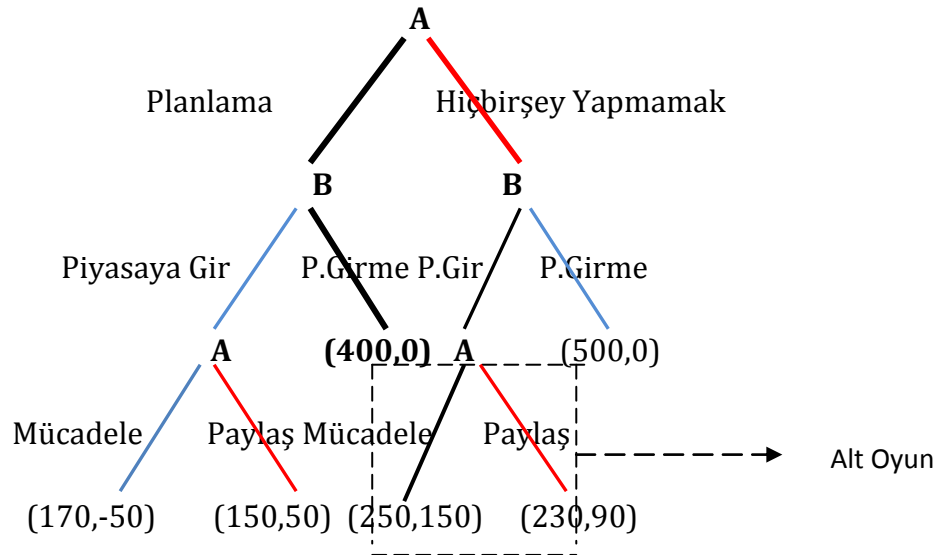 A
Planlama Hiçbirşey Yapmamak
B B
Piyasaya Gir P.Girme P.Gir P.Girme
A (400,0) A (500,0)
Mücadele Paylaş Mücadele Paylaş
Alt Oyun
(170,-50) (150,50) (250,150) (230,90)